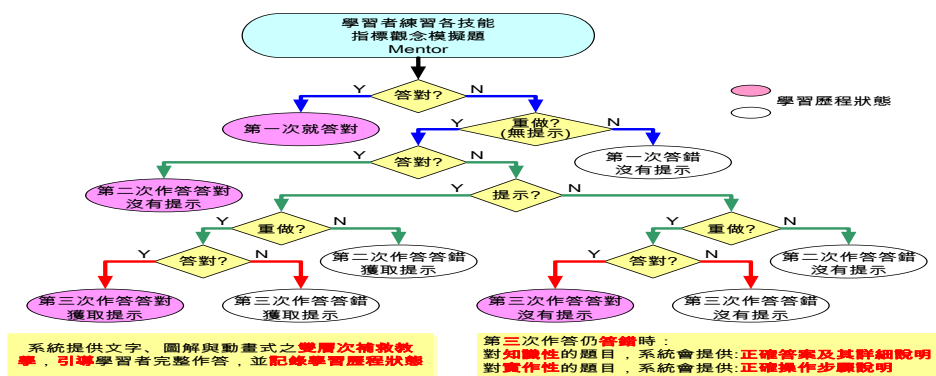 學習者練習各技能
指標觀念模擬題
Mentor
Y
答對?
N
學習歷程狀態
第一次就答對
Y
重做?
(無提示)
N
Y
答對?
N
第一次答錯
沒有提示
第二次作答答對
沒有提示
Y
提示?
N
Y
重做?
N
Y
重做?
N
Y
答對?
N
第二次作答答錯
獲取提示
Y
答對?
N
第二次作答答錯
沒有提示
第三次作答答對
獲取提示
第三次作答答錯
獲取提示
第三次作答答對
沒有提示
第三次作答答錯
沒有提示
系統提供文字、圖解與動畫式之雙層次補救教
學，引導學習者完整作答，並記錄學習歷程狀態
第三次作答仍答錯時：
對知識性的題目，系統會提供:正確答案及其詳細說明
對實作性的題目，系統會提供:正確操作步驟說明